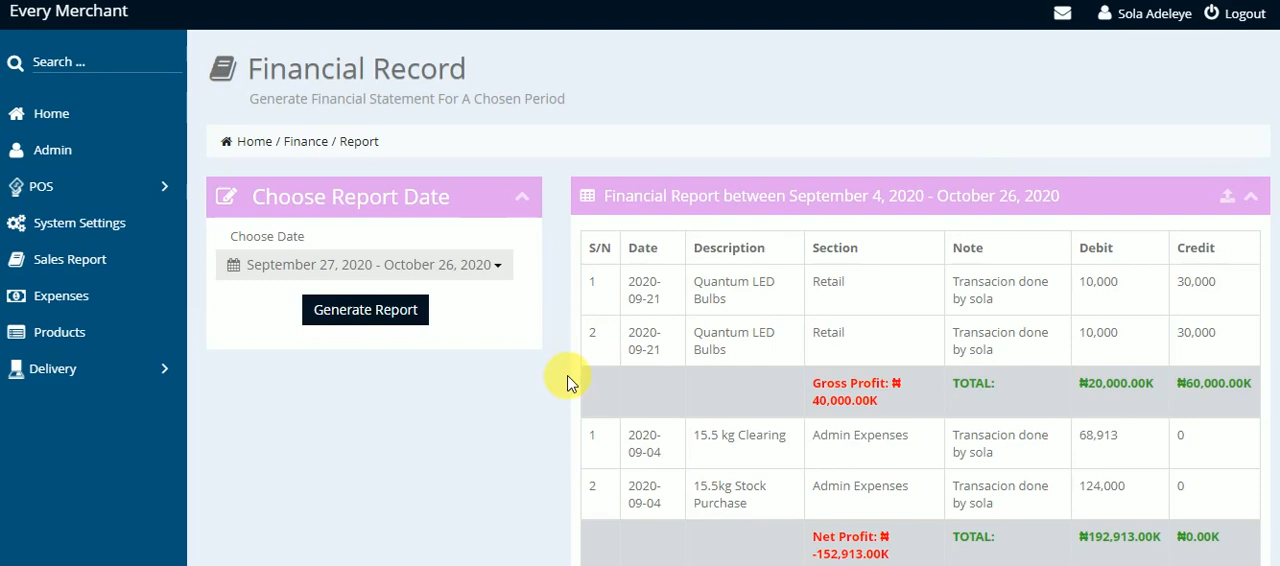 Every Merchant
Sola Adeleye
Logout
Search ...
Home
Admin
POS
System Settings
Sales Report
Expenses
Products
Delivery
Financial Record
Generate Financial Statement For A Chosen Period
Home / Finance / Report
Choose Report Date
Choose Date
September 27, 2020 - October 26, 2020
Generate Report
Financial Report between September 4, 2020 - October 26, 2020
S/N Date Description Section Note Debit Credit
1 2020- Quantum LED Retail Transacion done 10,000 30,000
09-21 Bulbs by sola
2 2020- Quantum LED Retail Transacion done 10,000 30,000
09-21 Bulbs by sola
Gross Profit: ₦ TOTAL: ₦20,000.00K ₦60,000.00K
40,000.00K
1 2020- 15.5 kg Clearing Admin Expenses Transacion done 68,913 0
09-04 by sola
2 2020- 15.5kg Stock Admin Expenses Transacion done 124,000 0
09-04 Purchase by sola
Net Profit: ₦ TOTAL: ₦192,913.00K ₦0.00K
-152,913.00K